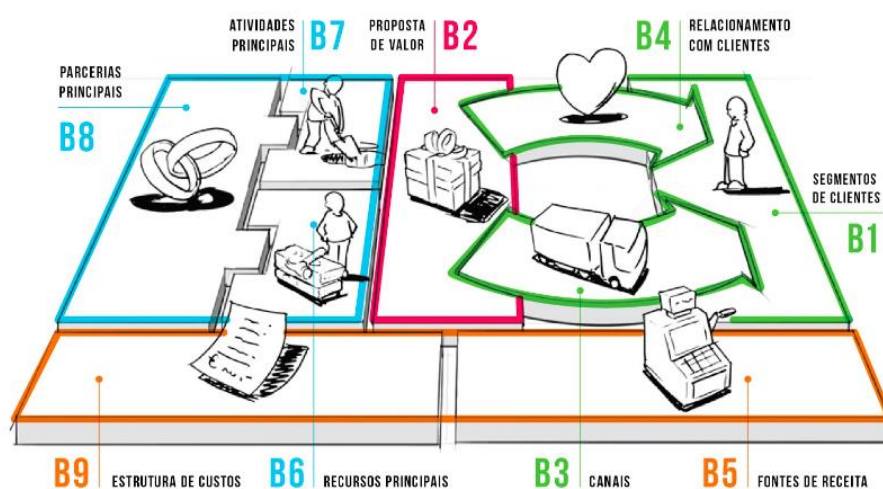 ATIVIDADES
PRINCIPAIS
B7
PROPOSTA
DE VALOR
B2
B4
RELACIONAMENTO
COM CLIENTES
PARCERIAS
PRINCIPAIS
B8
SEGMENTOS
DE CLIENTES
B1
B9 ESTRUTURA DE CUSTOS
B6 RECURSOS PRINCIPAIS
B3 CANAIS
B5 FONTES DE RECEITA